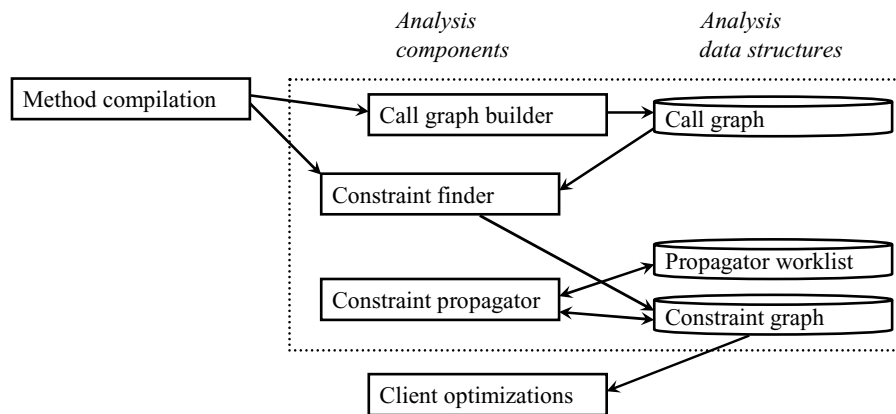 Analysis
components
Analysis
data structures
Method compilation
Call graph builder
Call graph
Constraint finder
Propagator worklist
Constraint propagator
Constraint graph
Client optimizations